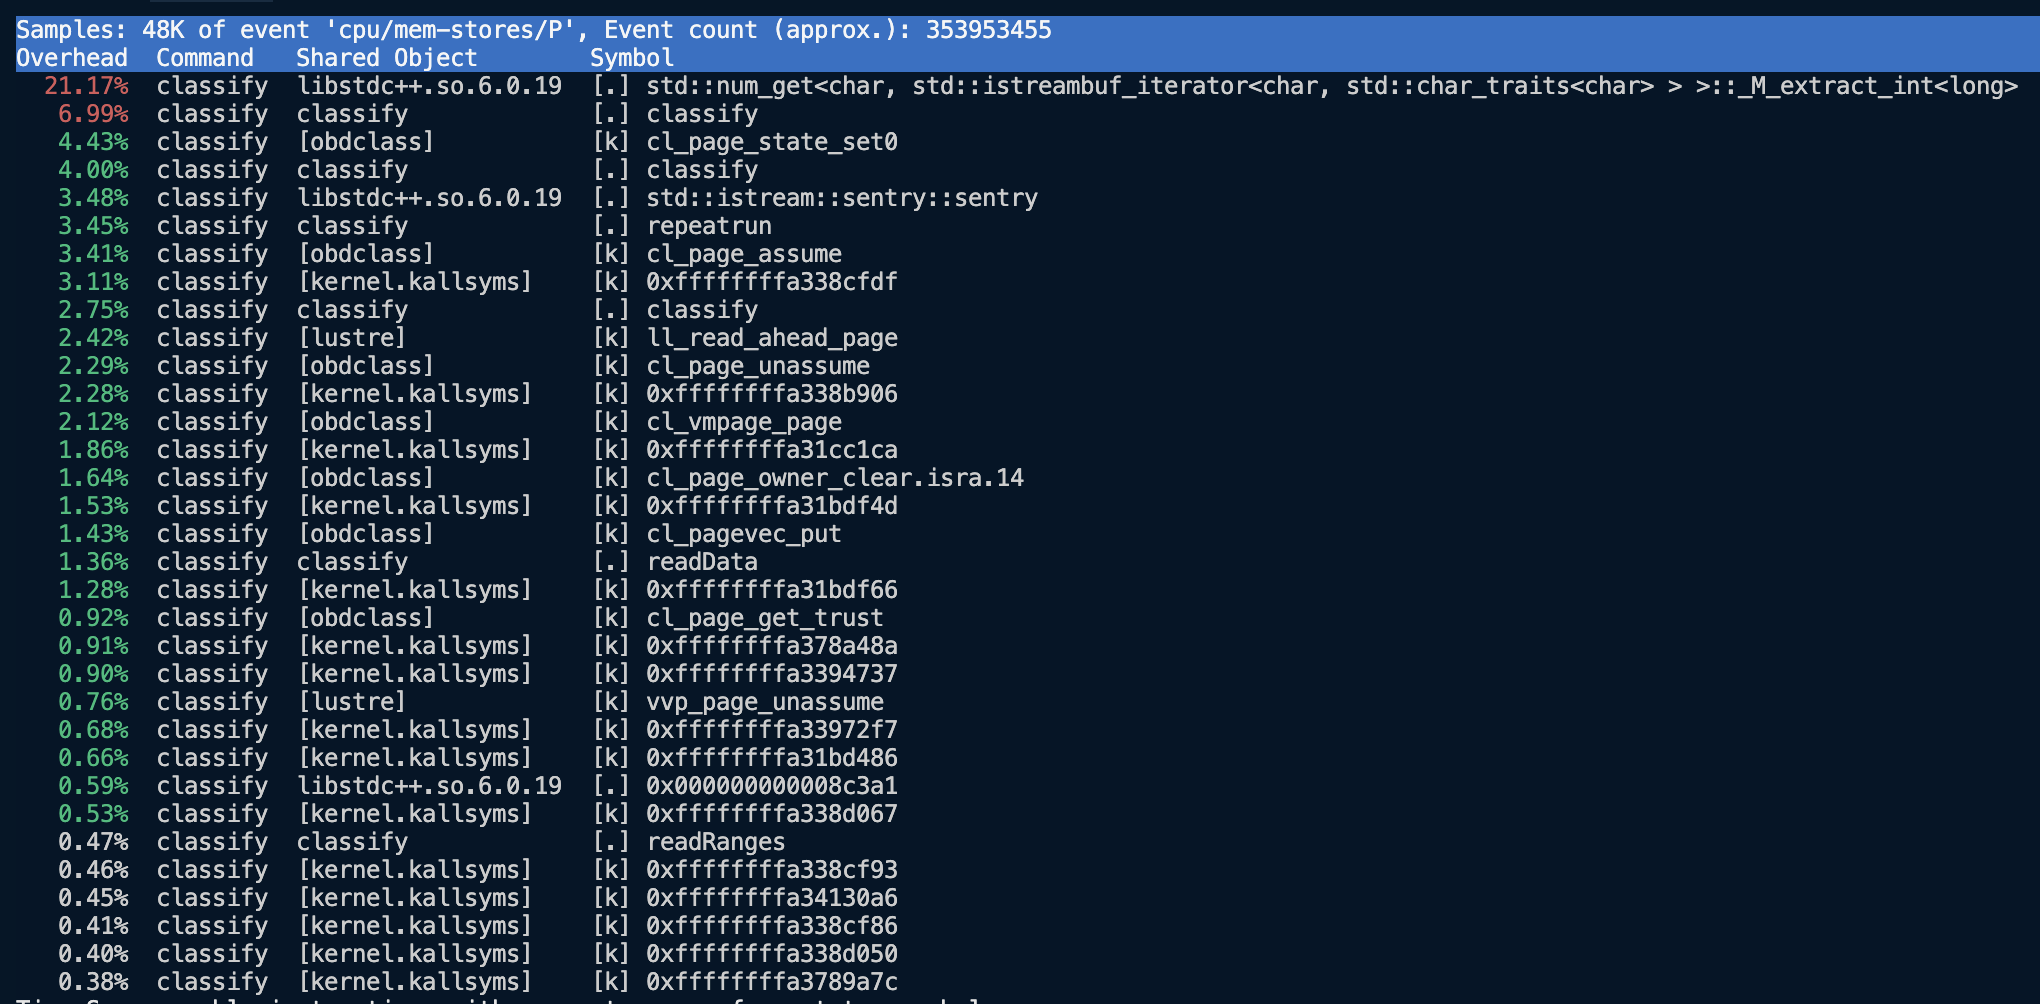 Samples: 48K of event 'cpu/mem-stores/P', Event count (approx.): 353953455
Overhead  Command   Shared Object        Symbol
21.17%  classify  libstdc++.so.6.0.19  [.] std::num_get<char, std::istreambuf_iterator<char, std::char_traits<char> > >::_M_extract_int<long>
6.99%  classify  classify             [.] classify
4.43%  classify  [obdclass]           [k] cl_page_state_set0
4.00%  classify  classify             [.] classify
3.48%  classify  libstdc++.so.6.0.19  [.] std::istream::sentry::sentry
3.45%  classify  classify             [.] repeatrun
3.41%  classify  [obdclass]           [k] cl_page_assume
3.11%  classify  [kernel.kallsyms]    [k] 0xffffffffa338cfdf
2.75%  classify  classify             [.] classify
2.42%  classify  [lustre]             [k] ll_read_ahead_page
2.29%  classify  [obdclass]           [k] cl_page_unassume
2.28%  classify  [kernel.kallsyms]    [k] 0xffffffffa338b906
2.12%  classify  [obdclass]           [k] cl_vmpage_page
1.86%  classify  [kernel.kallsyms]    [k] 0xffffffffa31cc1ca
1.64%  classify  [obdclass]           [k] cl_page_owner_clear.isra.14
1.53%  classify  [kernel.kallsyms]    [k] 0xffffffffa31bdf4d
1.43%  classify  [obdclass]           [k] cl_pagevec_put
1.36%  classify  classify             [.] readData
1.28%  classify  [kernel.kallsyms]    [k] 0xffffffffa31bdf66
0.92%  classify  [obdclass]           [k] cl_page_get_trust
0.91%  classify  [kernel.kallsyms]    [k] 0xffffffffa378a48a
0.90%  classify  [kernel.kallsyms]    [k] 0xffffffffa3394737
0.76%  classify  [lustre]             [k] vvp_page_unassume
0.68%  classify  [kernel.kallsyms]    [k] 0xffffffffa33972f7
0.66%  classify  [kernel.kallsyms]    [k] 0xffffffffa31bd486
0.59%  classify  libstdc++.so.6.0.19  [.] 0x000000000008c3a1
0.53%  classify  [kernel.kallsyms]    [k] 0xffffffffa338d067
0.47%  classify  classify             [.] readRanges
0.46%  classify  [kernel.kallsyms]    [k] 0xffffffffa338cf93
0.45%  classify  [kernel.kallsyms]    [k] 0xffffffffa34130a6
0.41%  classify  [kernel.kallsyms]    [k] 0xffffffffa338cf86
0.40%  classify  [kernel.kallsyms]    [k] 0xffffffffa338d050
0.38%  classify  [kernel.kallsyms]    [k] 0xffffffffa3789a7c